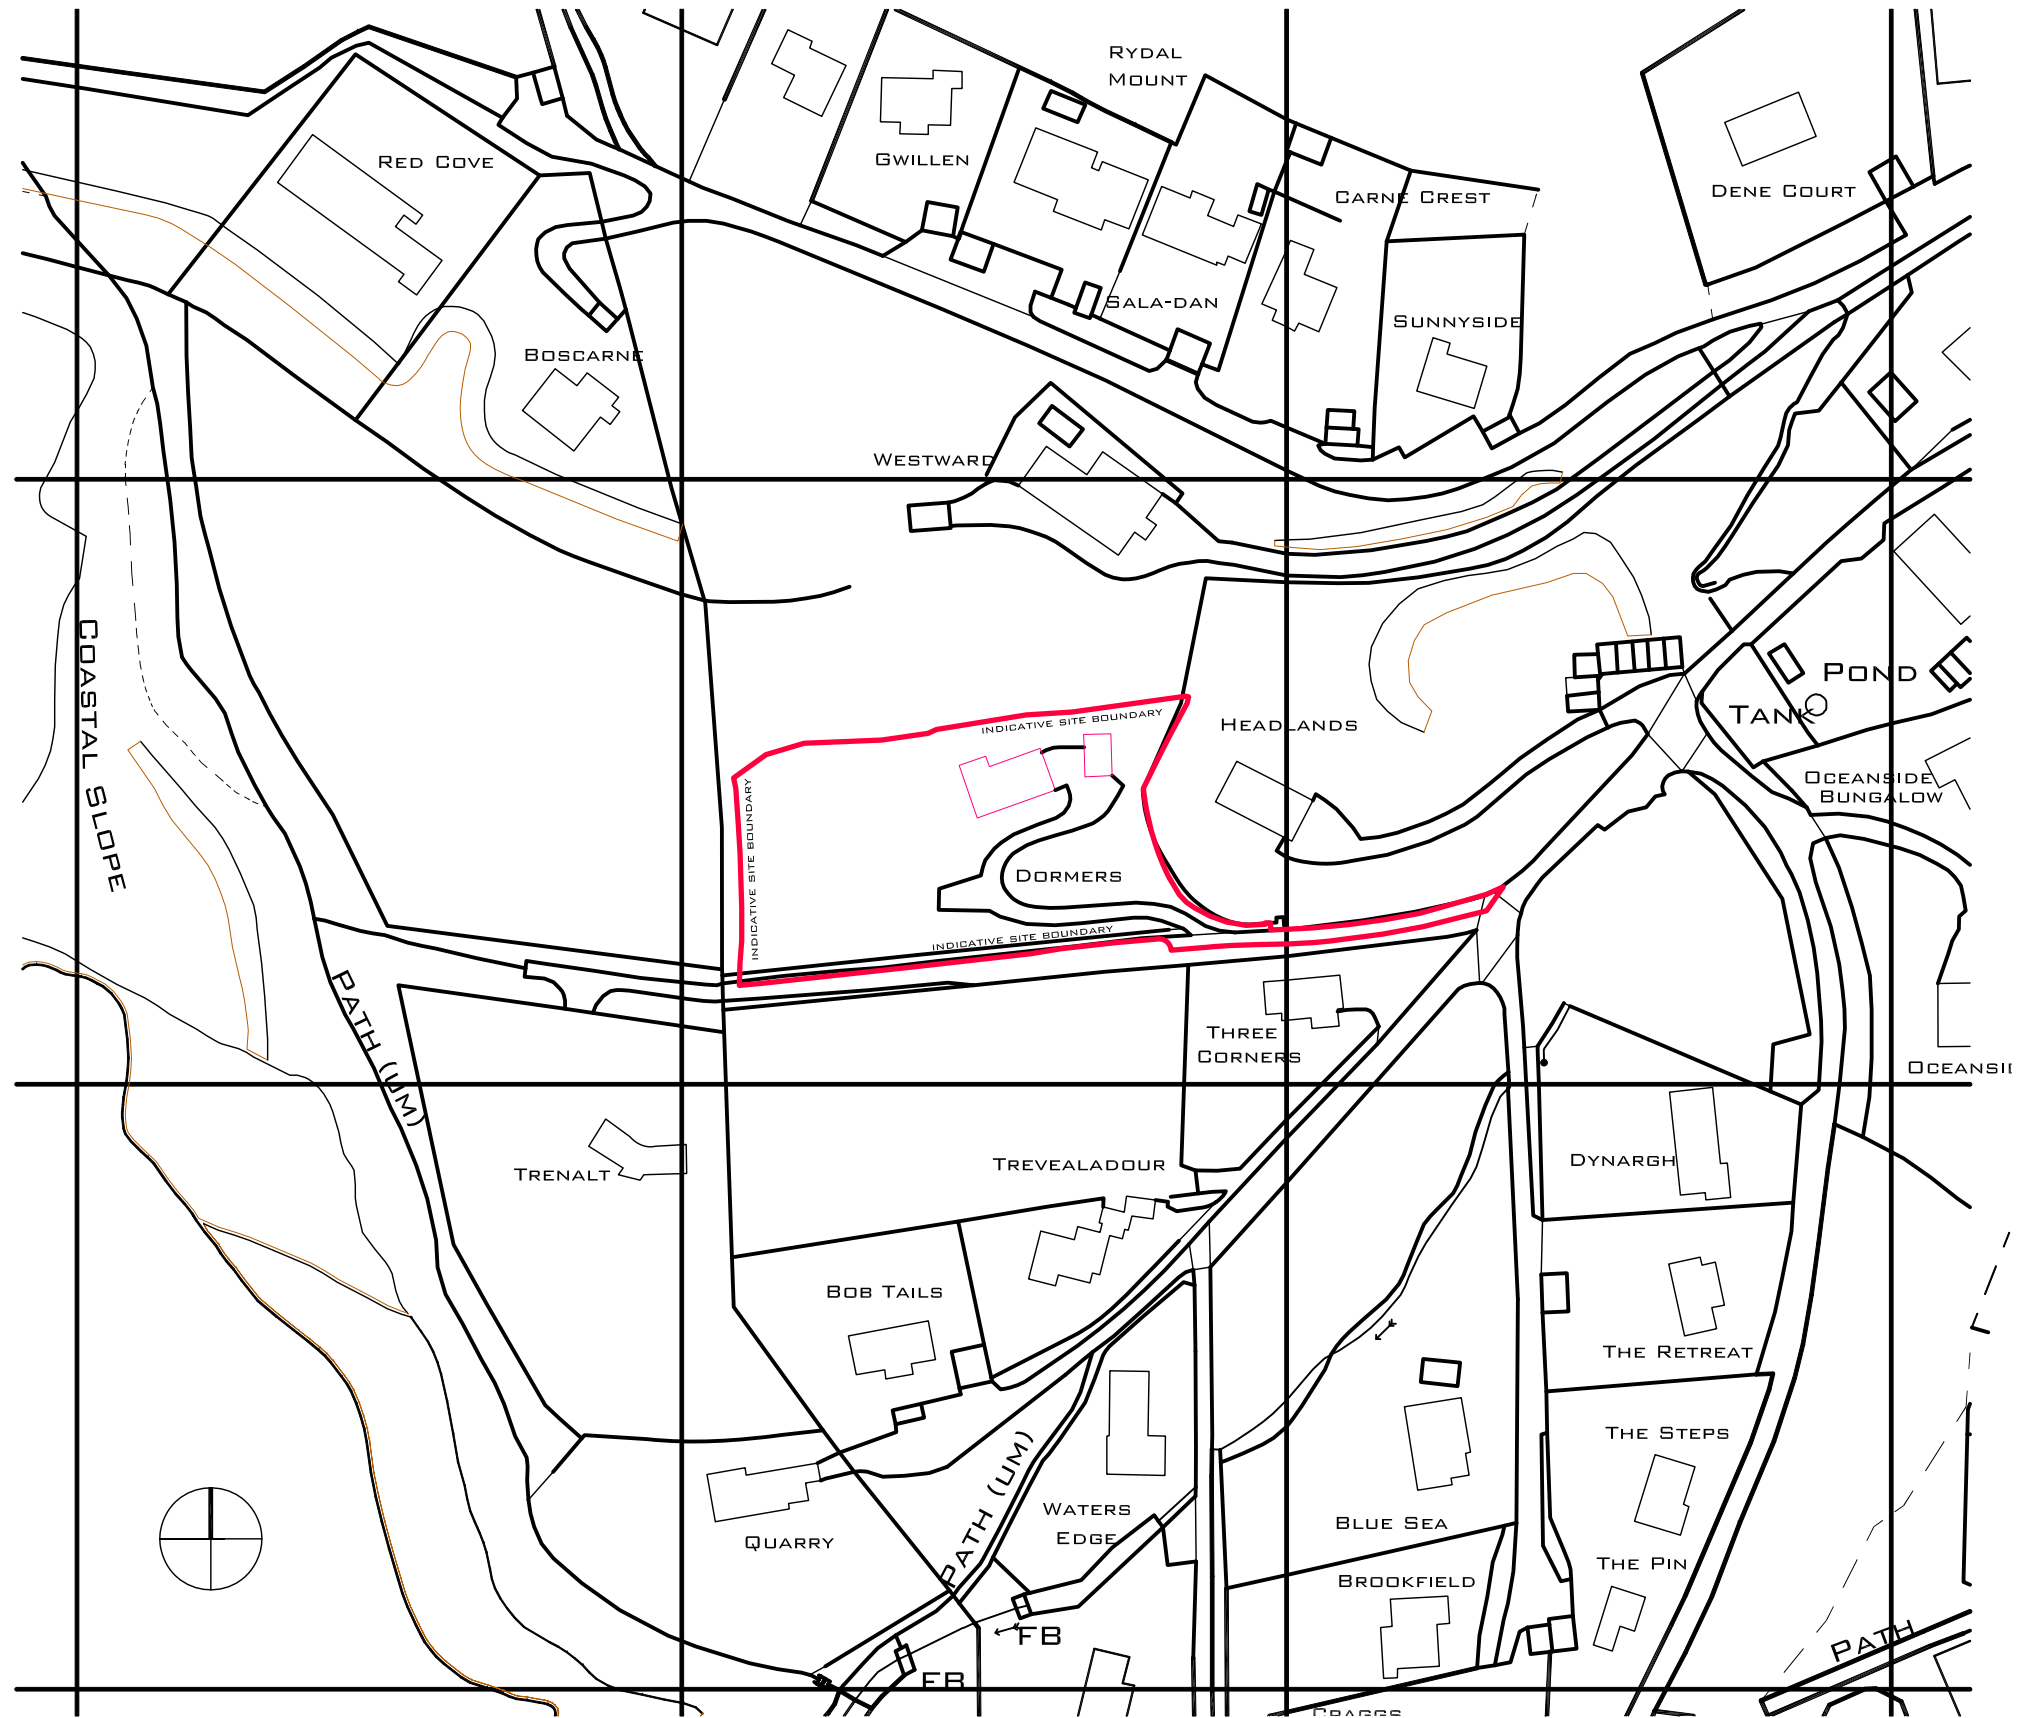 RYDAL
MOUNT
RED COVE
GWILLEN
CARNE CREST
DENE COURT
SALA-DAN
SUNNYSIDE
BOSCARNE
WESTWARD
COASTAL SLOPE
POND
TANK
INDICATIVE SITE BOUNDARY
HEADLANDS
OCEANSIDE
BUNGALOW
INDICATIVE SITE BOUNDARY
DORMERS
INDICATIVE SITE BOUNDARY
PATH (UM)
THREE
CORNERS
OCEANSI
TRENALT
TREVEALADOUR
DYNARGH
BOB TAILS
THE RETREAT
THE STEPS
PATH (UM)
WATERS
EDGE
QUARRY
BLUE SEA
THE PIN
BROOKFIELD
FB
PATH
FB
CRAGGS